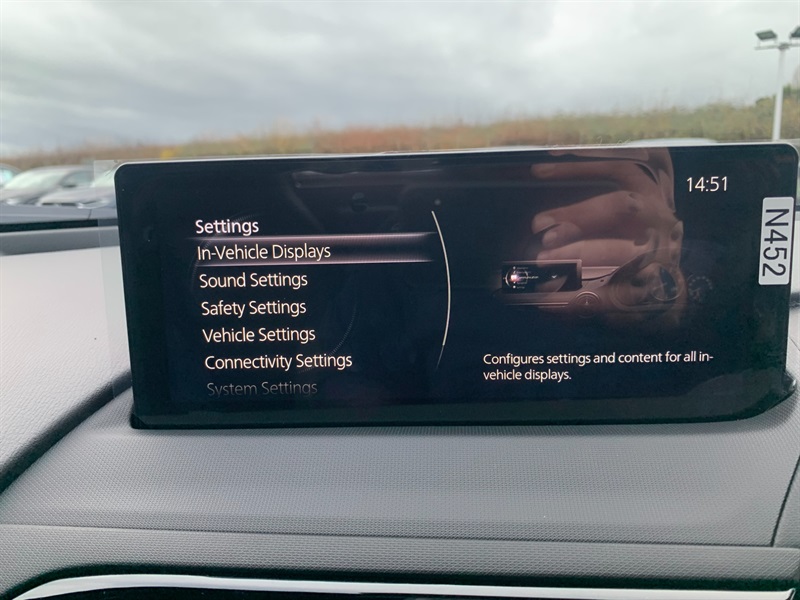 14:51
Settings
In-Vehicle Displays
Sound Settings
Safety Settings
Vehicle Settings
Connectivity Settings
System Settings
Configures settings and content for all in-
vehicle displays.
N452